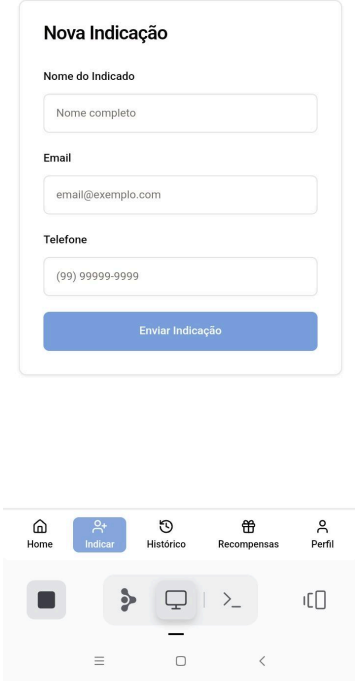 Nova Indicação
Nome do Indicado
Nome completo
Email
email@exemplo.com
Telefone
(99) 99999-9999
Enviar Indicação
Home
Indicar
Histórico
Recompensas
Perfil